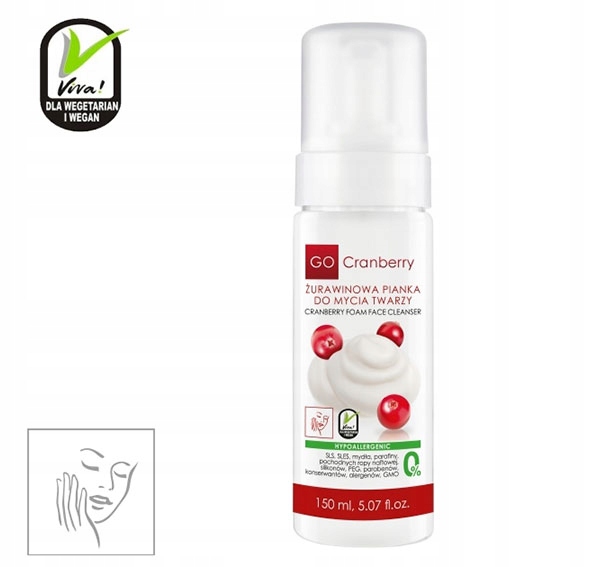 Viva!
DLA WEGETARIAN
I WEGAN
GO Cranberry
ŻURAWINOWA PIANKA
DO MYCIA TWARZY
CRANBERRY FOAM FACE CLEANSER
Viva!
HYPOALLERGENIC
SLS, SLES, mydła, parafiny,
pochodnych ropy naftowej,
silikonów, PEG, parabenów,
konserwantów, alergenów, GMO
0%
150 ml, 5.07 fl.oz.